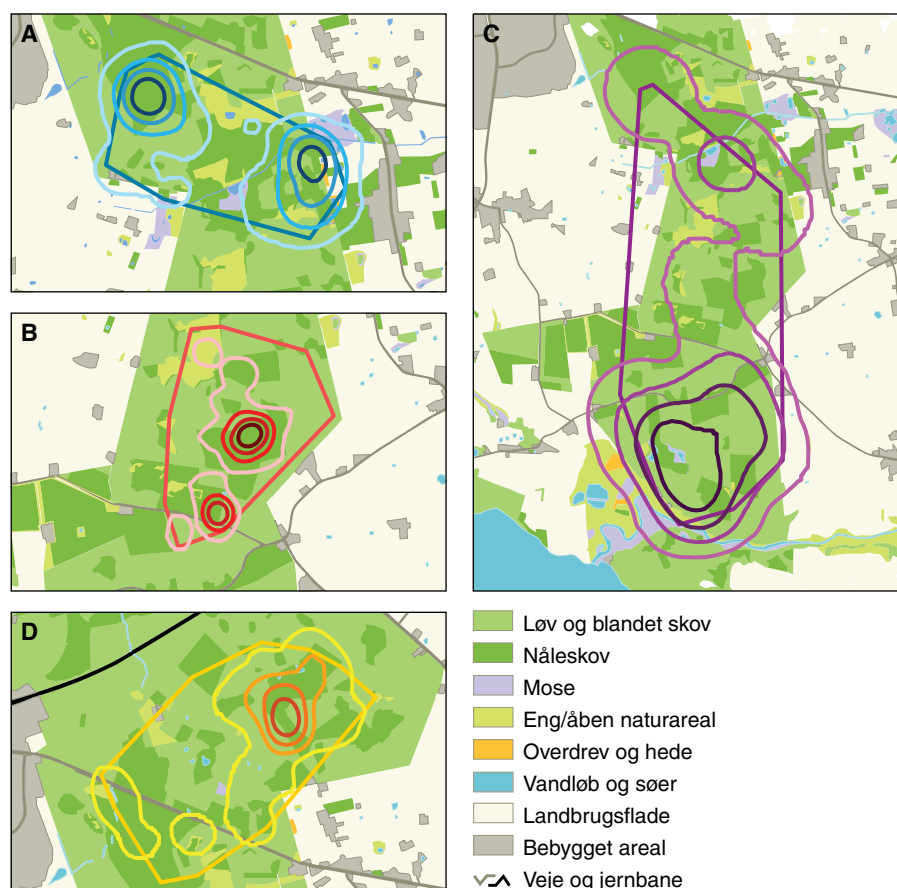 A
B
C
D
Løv og blandet skov
Nåleskov
Mose
Eng/åben naturareal
Overdrev og hede
Vandløb og søer
Landbrugsflade
Bebygget areal
Veje og jernbane